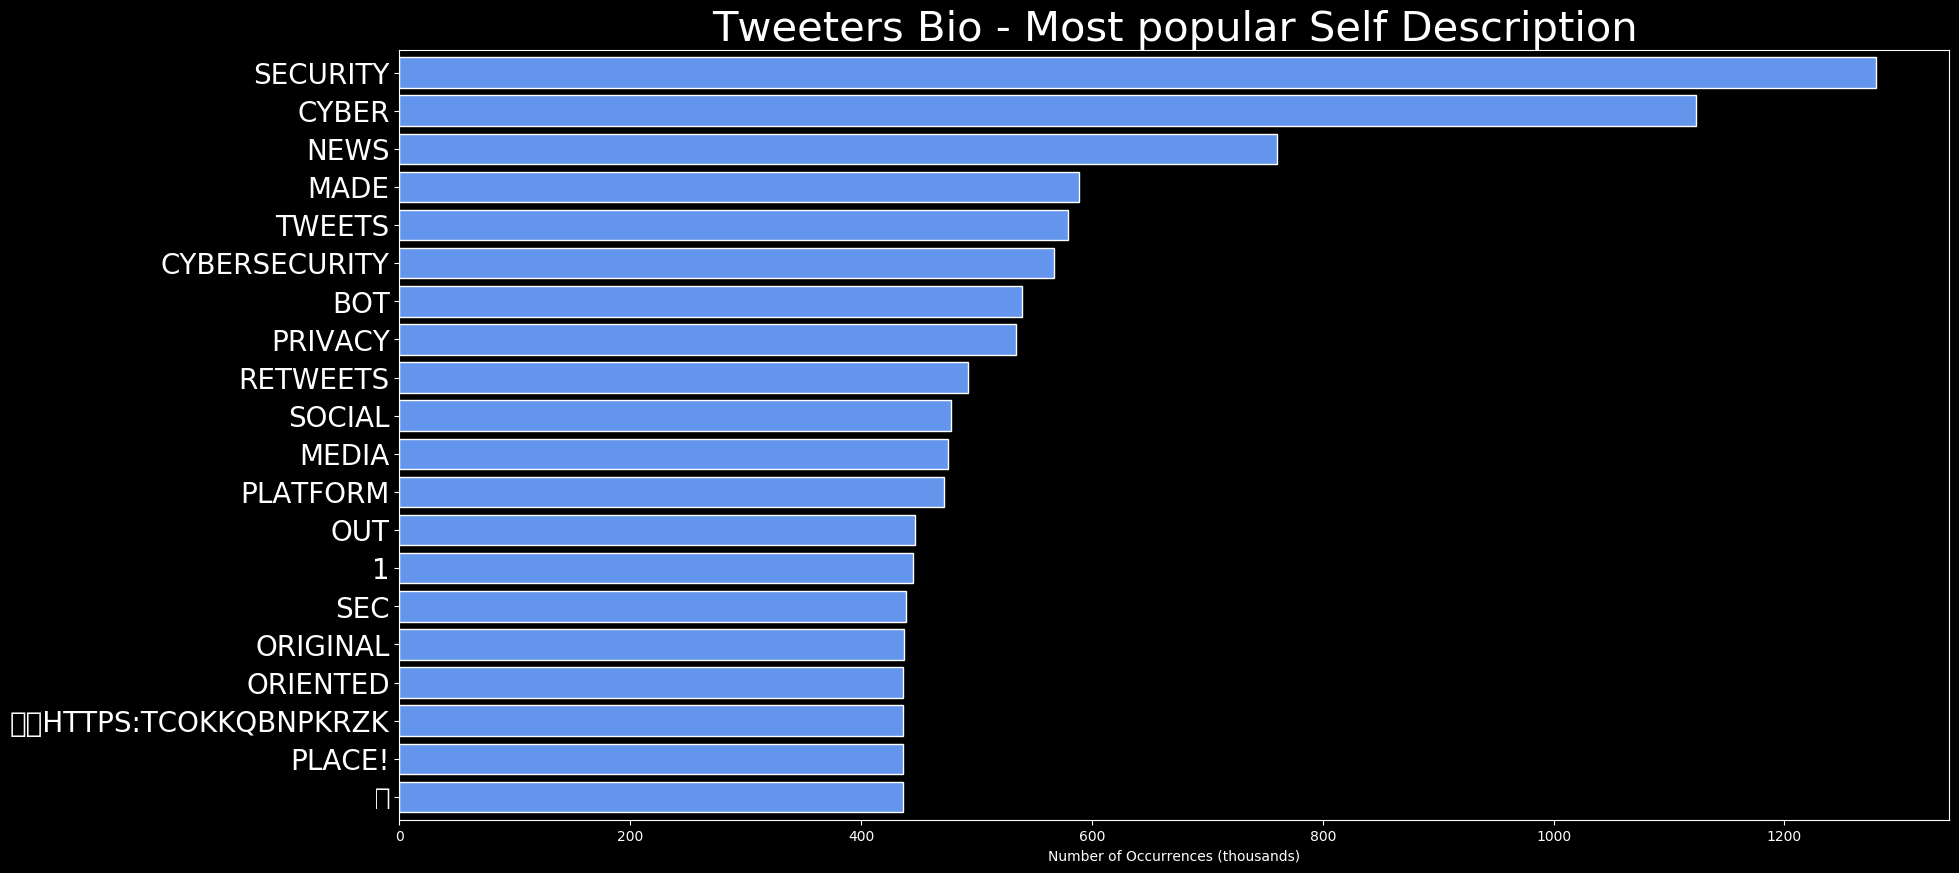 Tweeters Bio - Most popular Self Description
SECURITY
CYBER
NEWS
MADE
TWEETS
CYBERSECURITY
BOT
PRIVACY
RETWEETS
SOCIAL
MEDIA
PLATFORM
OUT
1
SEC
ORIGINAL
ORIENTED
HTTPS:TCOKKQBNPKRZK
PLACE!
0 200 400 600 800 1000 1200
Number of Occurrences (thousands)